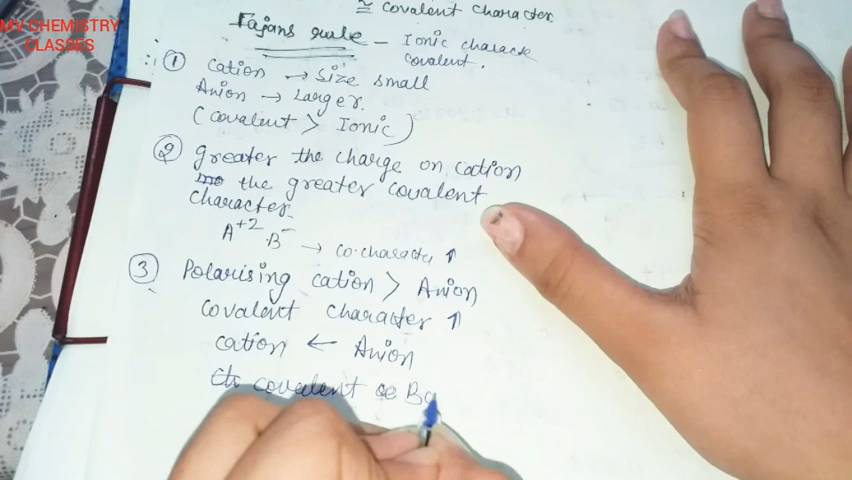 MY CHEMISTRY
CLASSES
≅ covalent character
Fajans rule – Ionic characte
covalent.
① cation → size small
Anion → Larger.
(covalent > Ionic)
② greater the charge on cation
the greater covalent
character.
A+2 B- → co-character ↑
③ Polarising cation > Anion
covalent character ↑
cation ← Anion
covalent